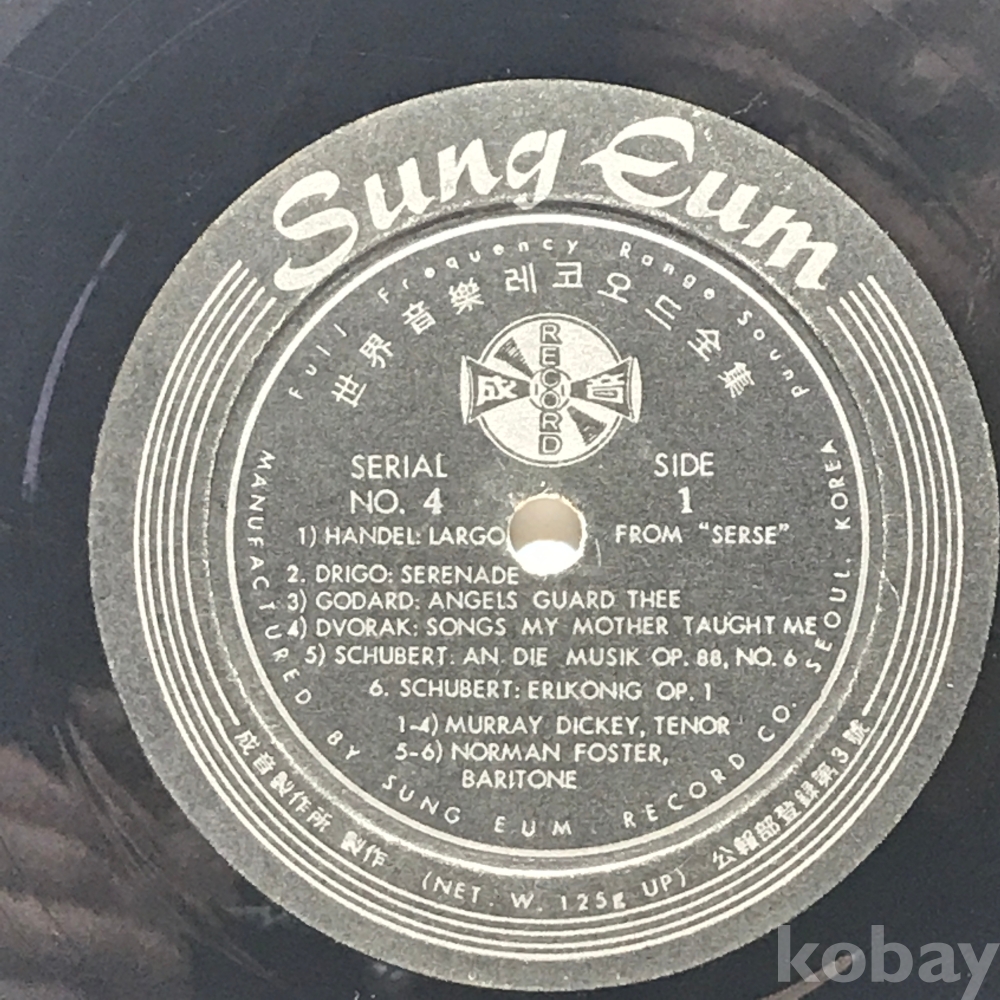 Sung Eum
Full Frequency Range Sound
世界音樂레코오드全集
RECORD
成音
SERIAL NO. 4
SIDE 1
1) HANDEL: LARGO FROM "SERSE"
2. DRIGO: SERENADE
3) GODARD: ANGELS GUARD THEE
4) DVORAK: SONGS MY MOTHER TAUGHT ME
5) SCHUBERT: AN DIE MUSIK OP. 88, NO. 6
6. SCHUBERT: ERLKONIG OP. 1
1-4) MURRAY DICKEY, TENOR
5-6) NORMAN FOSTER,
BARITONE
MANUFACTURED BY SUNG EUM RECORD CO. SEOUL. KOREA
成音製作所 製作 (NET. W. 125g UP) 公報部登録第3號
kobay